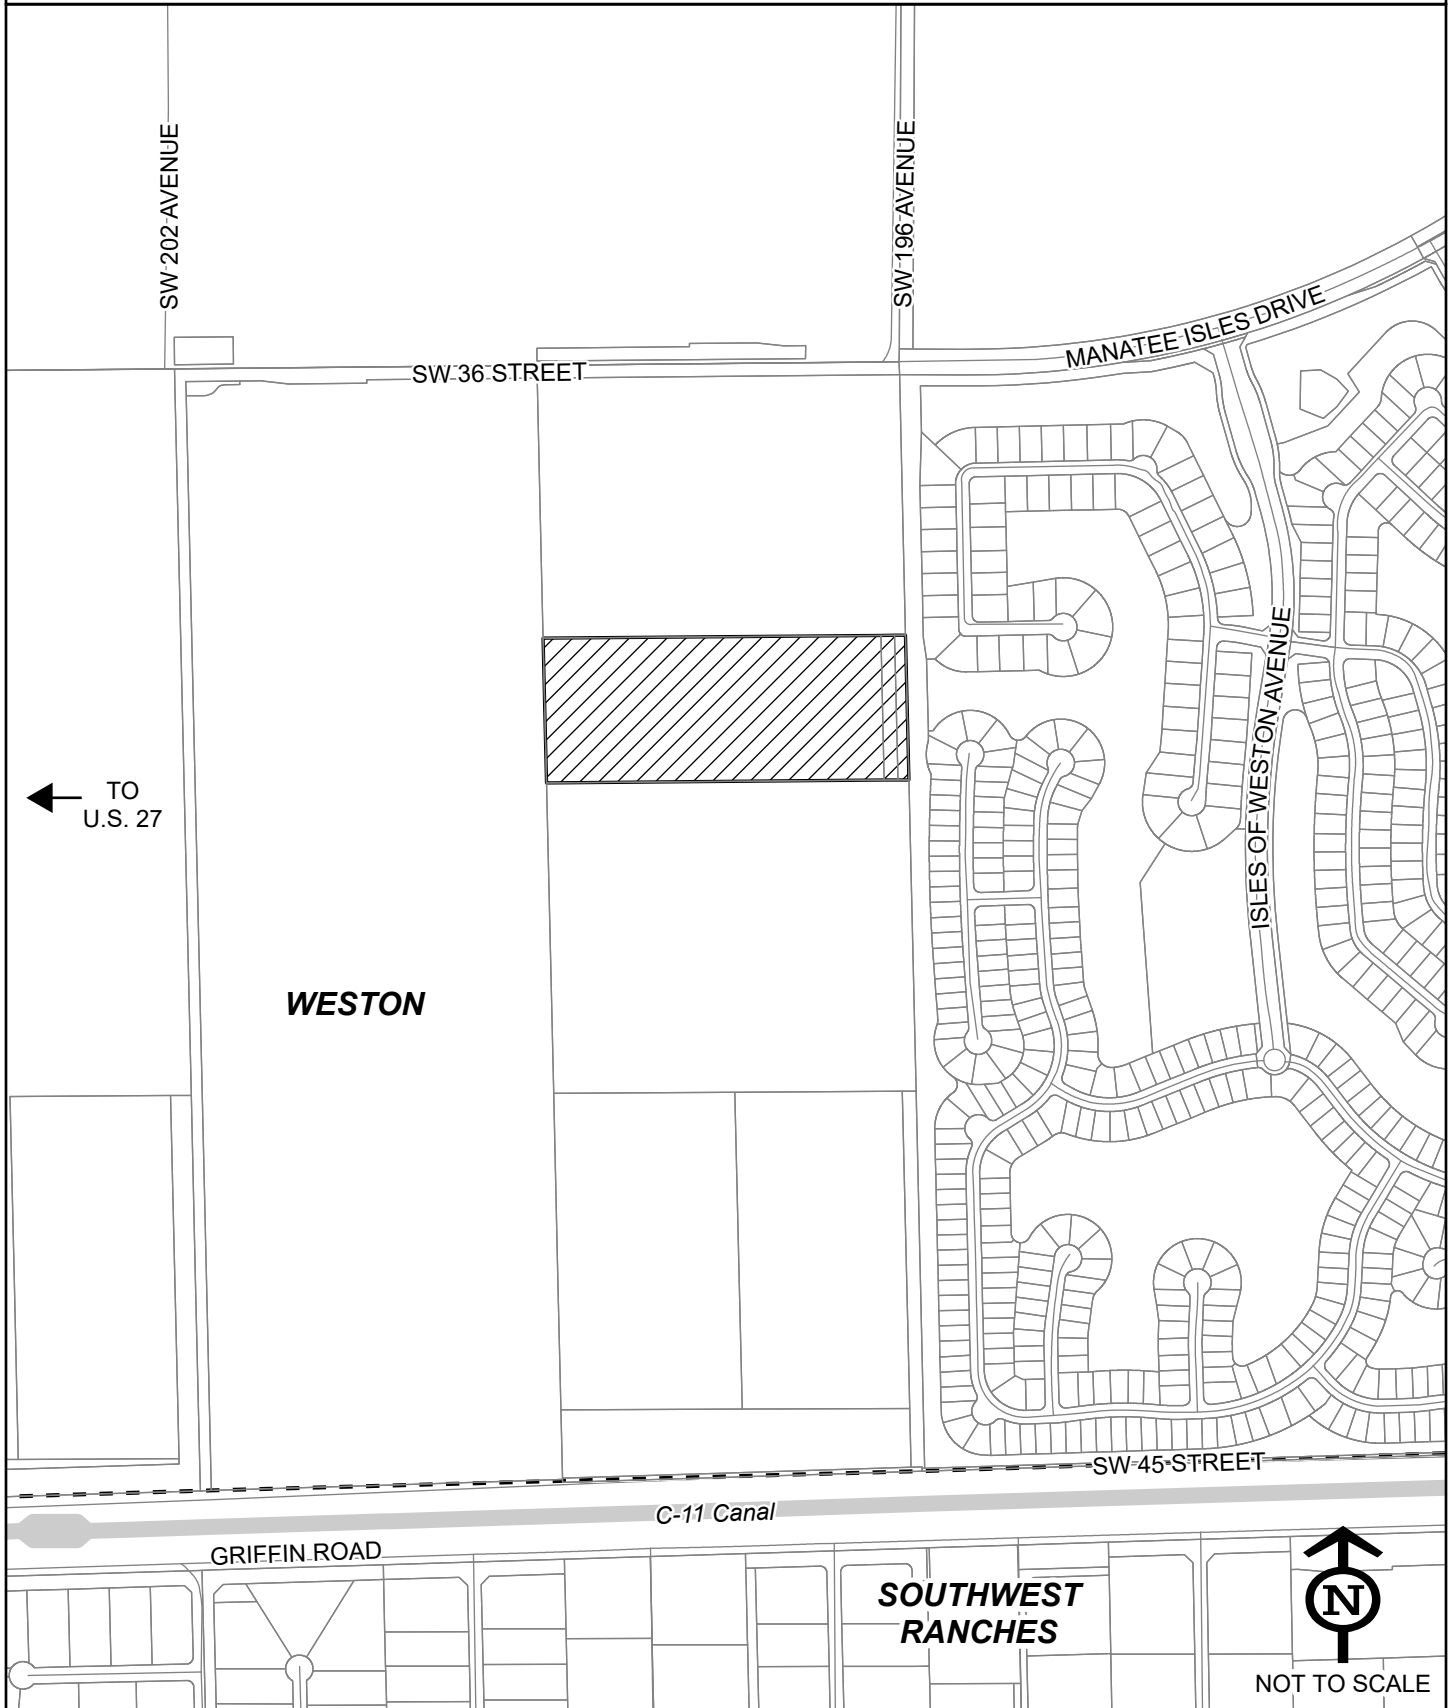 SW 202 AVENUE
SW 196 AVENUE
MANATEE ISLES DRIVE
SW 36 STREET
ISLES OF WESTON AVENUE
TO
U.S. 27
WESTON
SW 45 STREET
C-11 Canal
GRIFFIN ROAD
SOUTHWEST
RANCHES
N
NOT TO SCALE